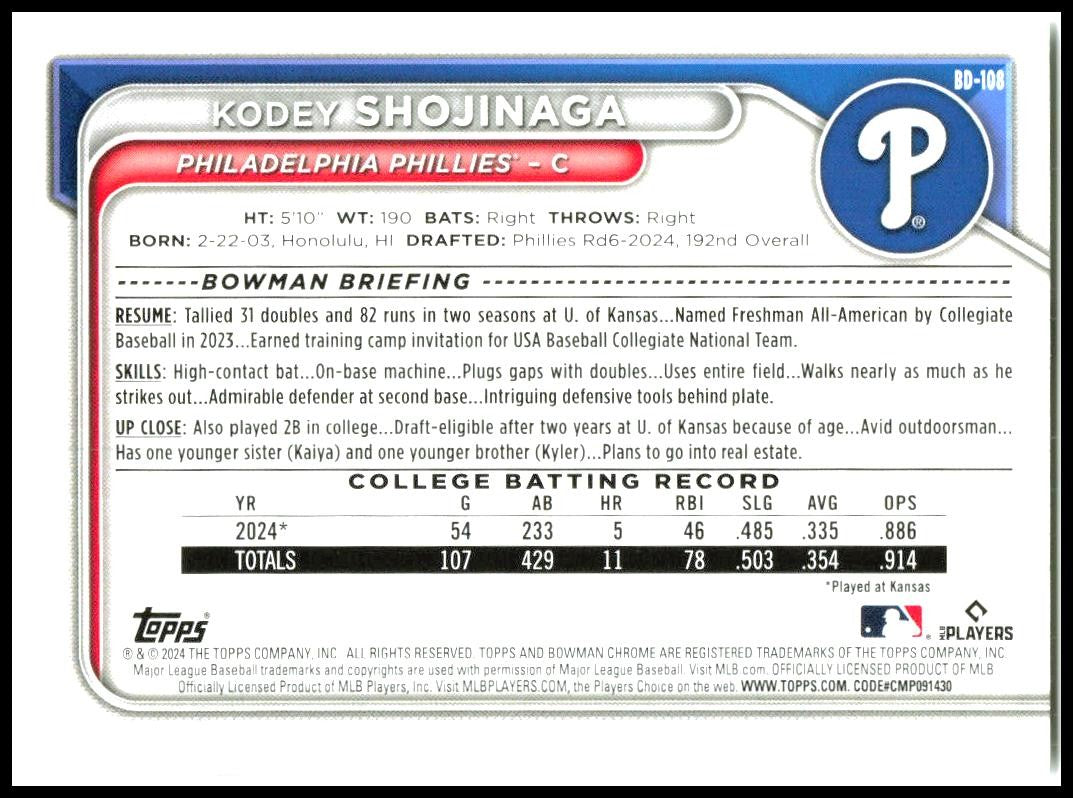 BD-108
KODEY SHOJINAGA
PHILADELPHIA PHILLIES™ – C
P®
HT: 5'10" WT: 190 BATS: Right THROWS: Right
BORN: 2-22-03, Honolulu, HI DRAFTED: Phillies Rd6-2024, 192nd Overall
BOWMAN BRIEFING
RESUME: Tallied 31 doubles and 82 runs in two seasons at U. of Kansas...Named Freshman All-American by Collegiate
Baseball in 2023...Earned training camp invitation for USA Baseball Collegiate National Team.
SKILLS: High-contact bat...On-base machine...Plugs gaps with doubles...Uses entire field...Walks nearly as much as he
strikes out...Admirable defender at second base...Intriguing defensive tools behind plate.
UP CLOSE: Also played 2B in college...Draft-eligible after two years at U. of Kansas because of age...Avid outdoorsman...
Has one younger sister (Kaiya) and one younger brother (Kyler)...Plans to go into real estate.
COLLEGE BATTING RECORD
YR G AB HR RBI SLG AVG OPS
2024* 54 233 5 46 .485 .335 .886
TOTALS 107 429 11 78 .503 .354 .914
*Played at Kansas
Topps®
MLB PLAYERS
® & © 2024 THE TOPPS COMPANY, INC. ALL RIGHTS RESERVED. TOPPS AND BOWMAN CHROME ARE REGISTERED TRADEMARKS OF THE TOPPS COMPANY, INC.
Major League Baseball trademarks and copyrights are used with permission of Major League Baseball. Visit MLB.com. OFFICIALLY LICENSED PRODUCT OF MLB
Officially Licensed Product of MLB Players, Inc. Visit MLBPLAYERS.COM, the Players Choice on the web. WWW.TOPPS.COM. CODE#CMP091430